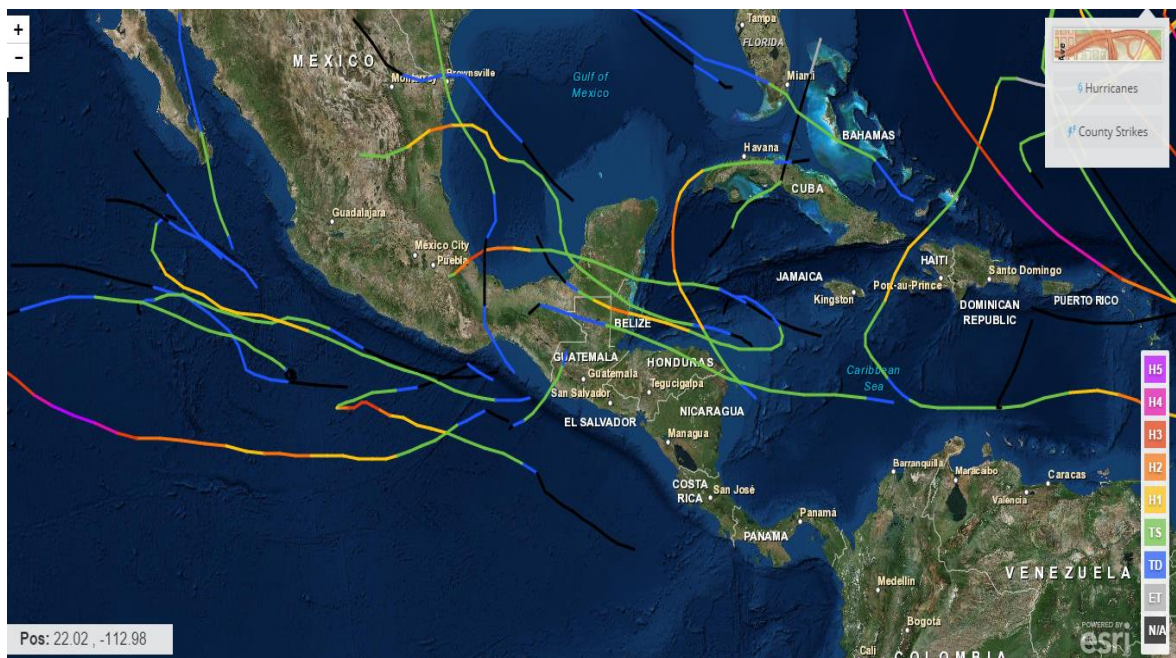 +
−
MEXICO
Monterrey
Brownsville
Gulf of
Mexico
Tampa
FLORIDA
Miami
Ave
Hurricanes
County Strikes
BAHAMAS
Havana
CUBA
Guadalajara
Mexico City
Puebla
HAITI
JAMAICA
Kingston
Port-au-Prince
Santo Domingo
DOMINICAN
REPUBLIC
PUERTO RICO
BELIZE
GUATEMALA
Guatemala
HONDURAS
Tegucigalpa
San Salvador
EL SALVADOR
NICARAGUA
Managua
Caribbean
Sea
COSTA
RICA
San José
Panamá
PANAMA
Barranquilla
Maracaibo
Caracas
Valencia
VENEZUELA
Medellín
Bogotá
Cali
COLOMBIA
H5
H4
H3
H2
H1
TS
TD
ET
N/A
POWERED BY
esri
Pos: 22.02 , -112.98